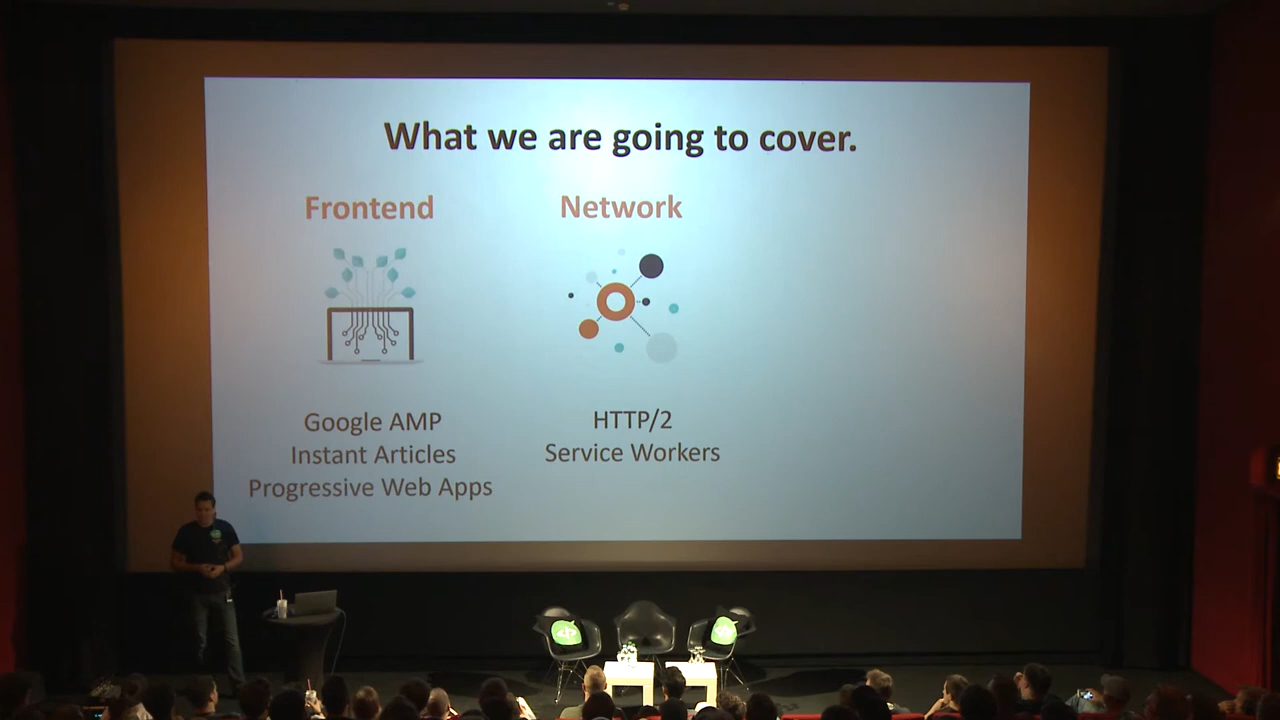 What we are going to cover.
Frontend
Network
Google AMP
Instant Articles
Progressive Web Apps
HTTP/2
Service Workers